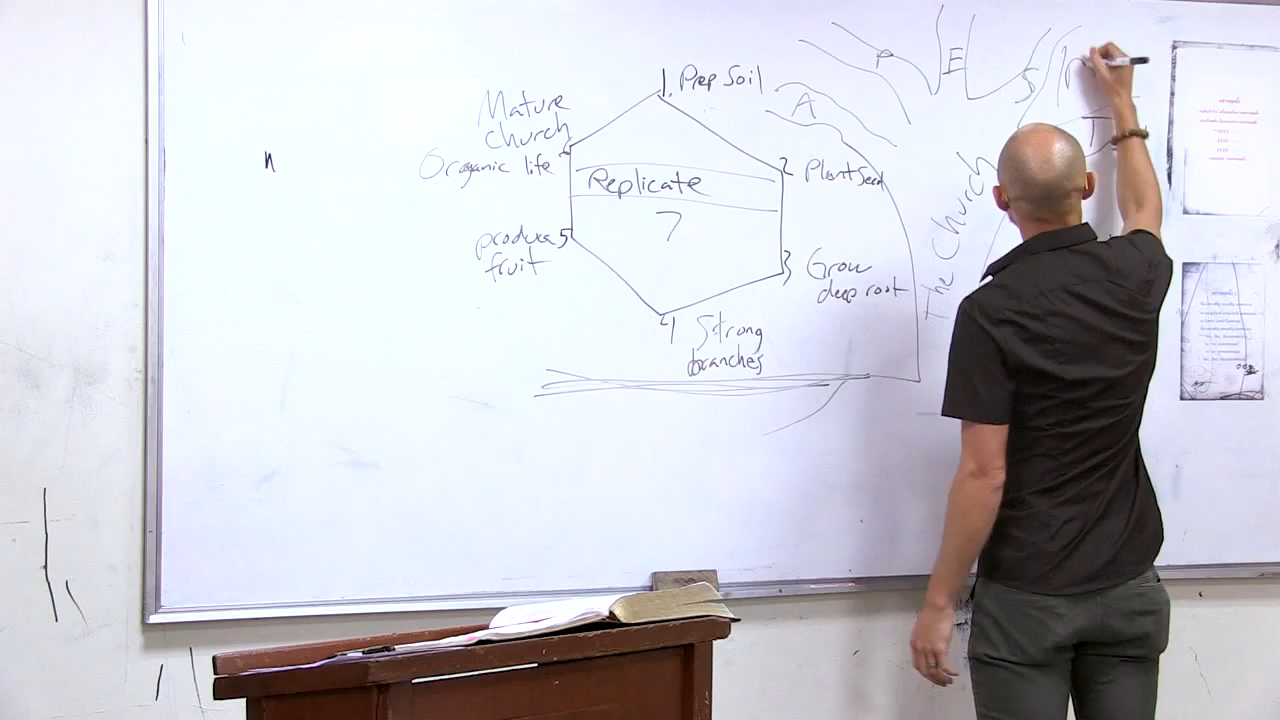 1. Prep Soil
2 Plant Seed
3 Grow
deep root
4 Strong
branches
produce 5
fruit
Mature
church
Organic life 6
Replicate
7
n
A
P
E
S
T
The Church